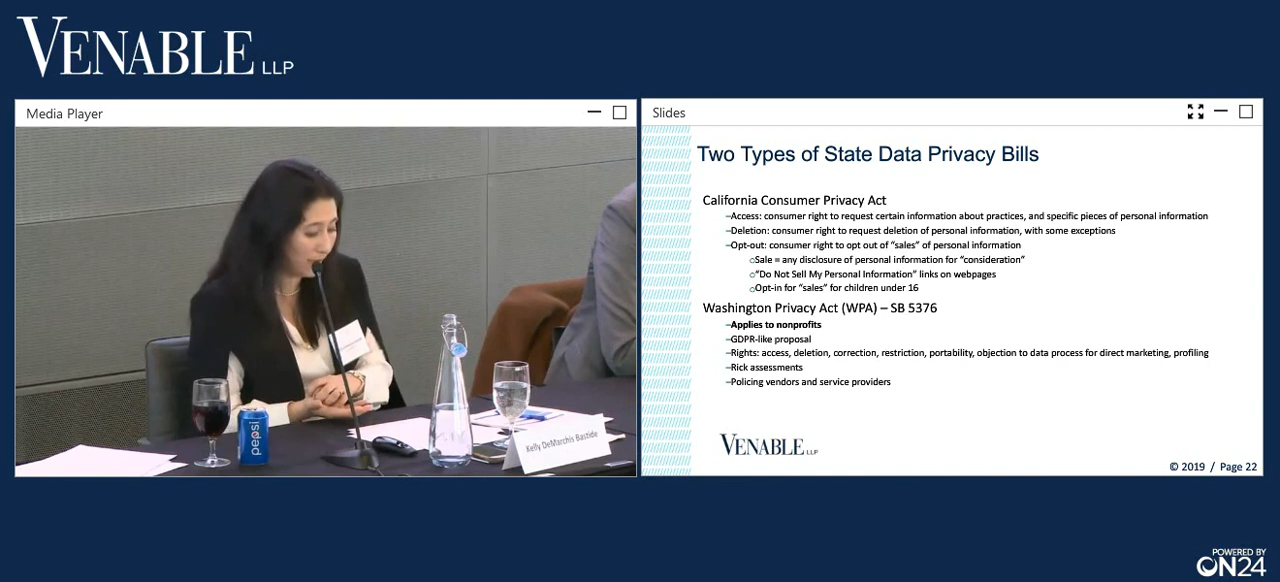 VENABLE LLP
Media Player
pepsi
Kelly DeMarchis Bastide
Slides
Two Types of State Data Privacy Bills
California Consumer Privacy Act
–Access: consumer right to request certain information about practices, and specific pieces of personal information
–Deletion: consumer right to request deletion of personal information, with some exceptions
–Opt-out: consumer right to opt out of “sales” of personal information
oSale = any disclosure of personal information for “consideration”
o“Do Not Sell My Personal Information” links on webpages
oOpt-in for “sales” for children under 16
Washington Privacy Act (WPA) – SB 5376
–Applies to nonprofits
–GDPR-like proposal
–Rights: access, deletion, correction, restriction, portability, objection to data process for direct marketing, profiling
–Rick assessments
–Policing vendors and service providers
VENABLE LLP
© 2019 / Page 22
POWERED BY
ON24